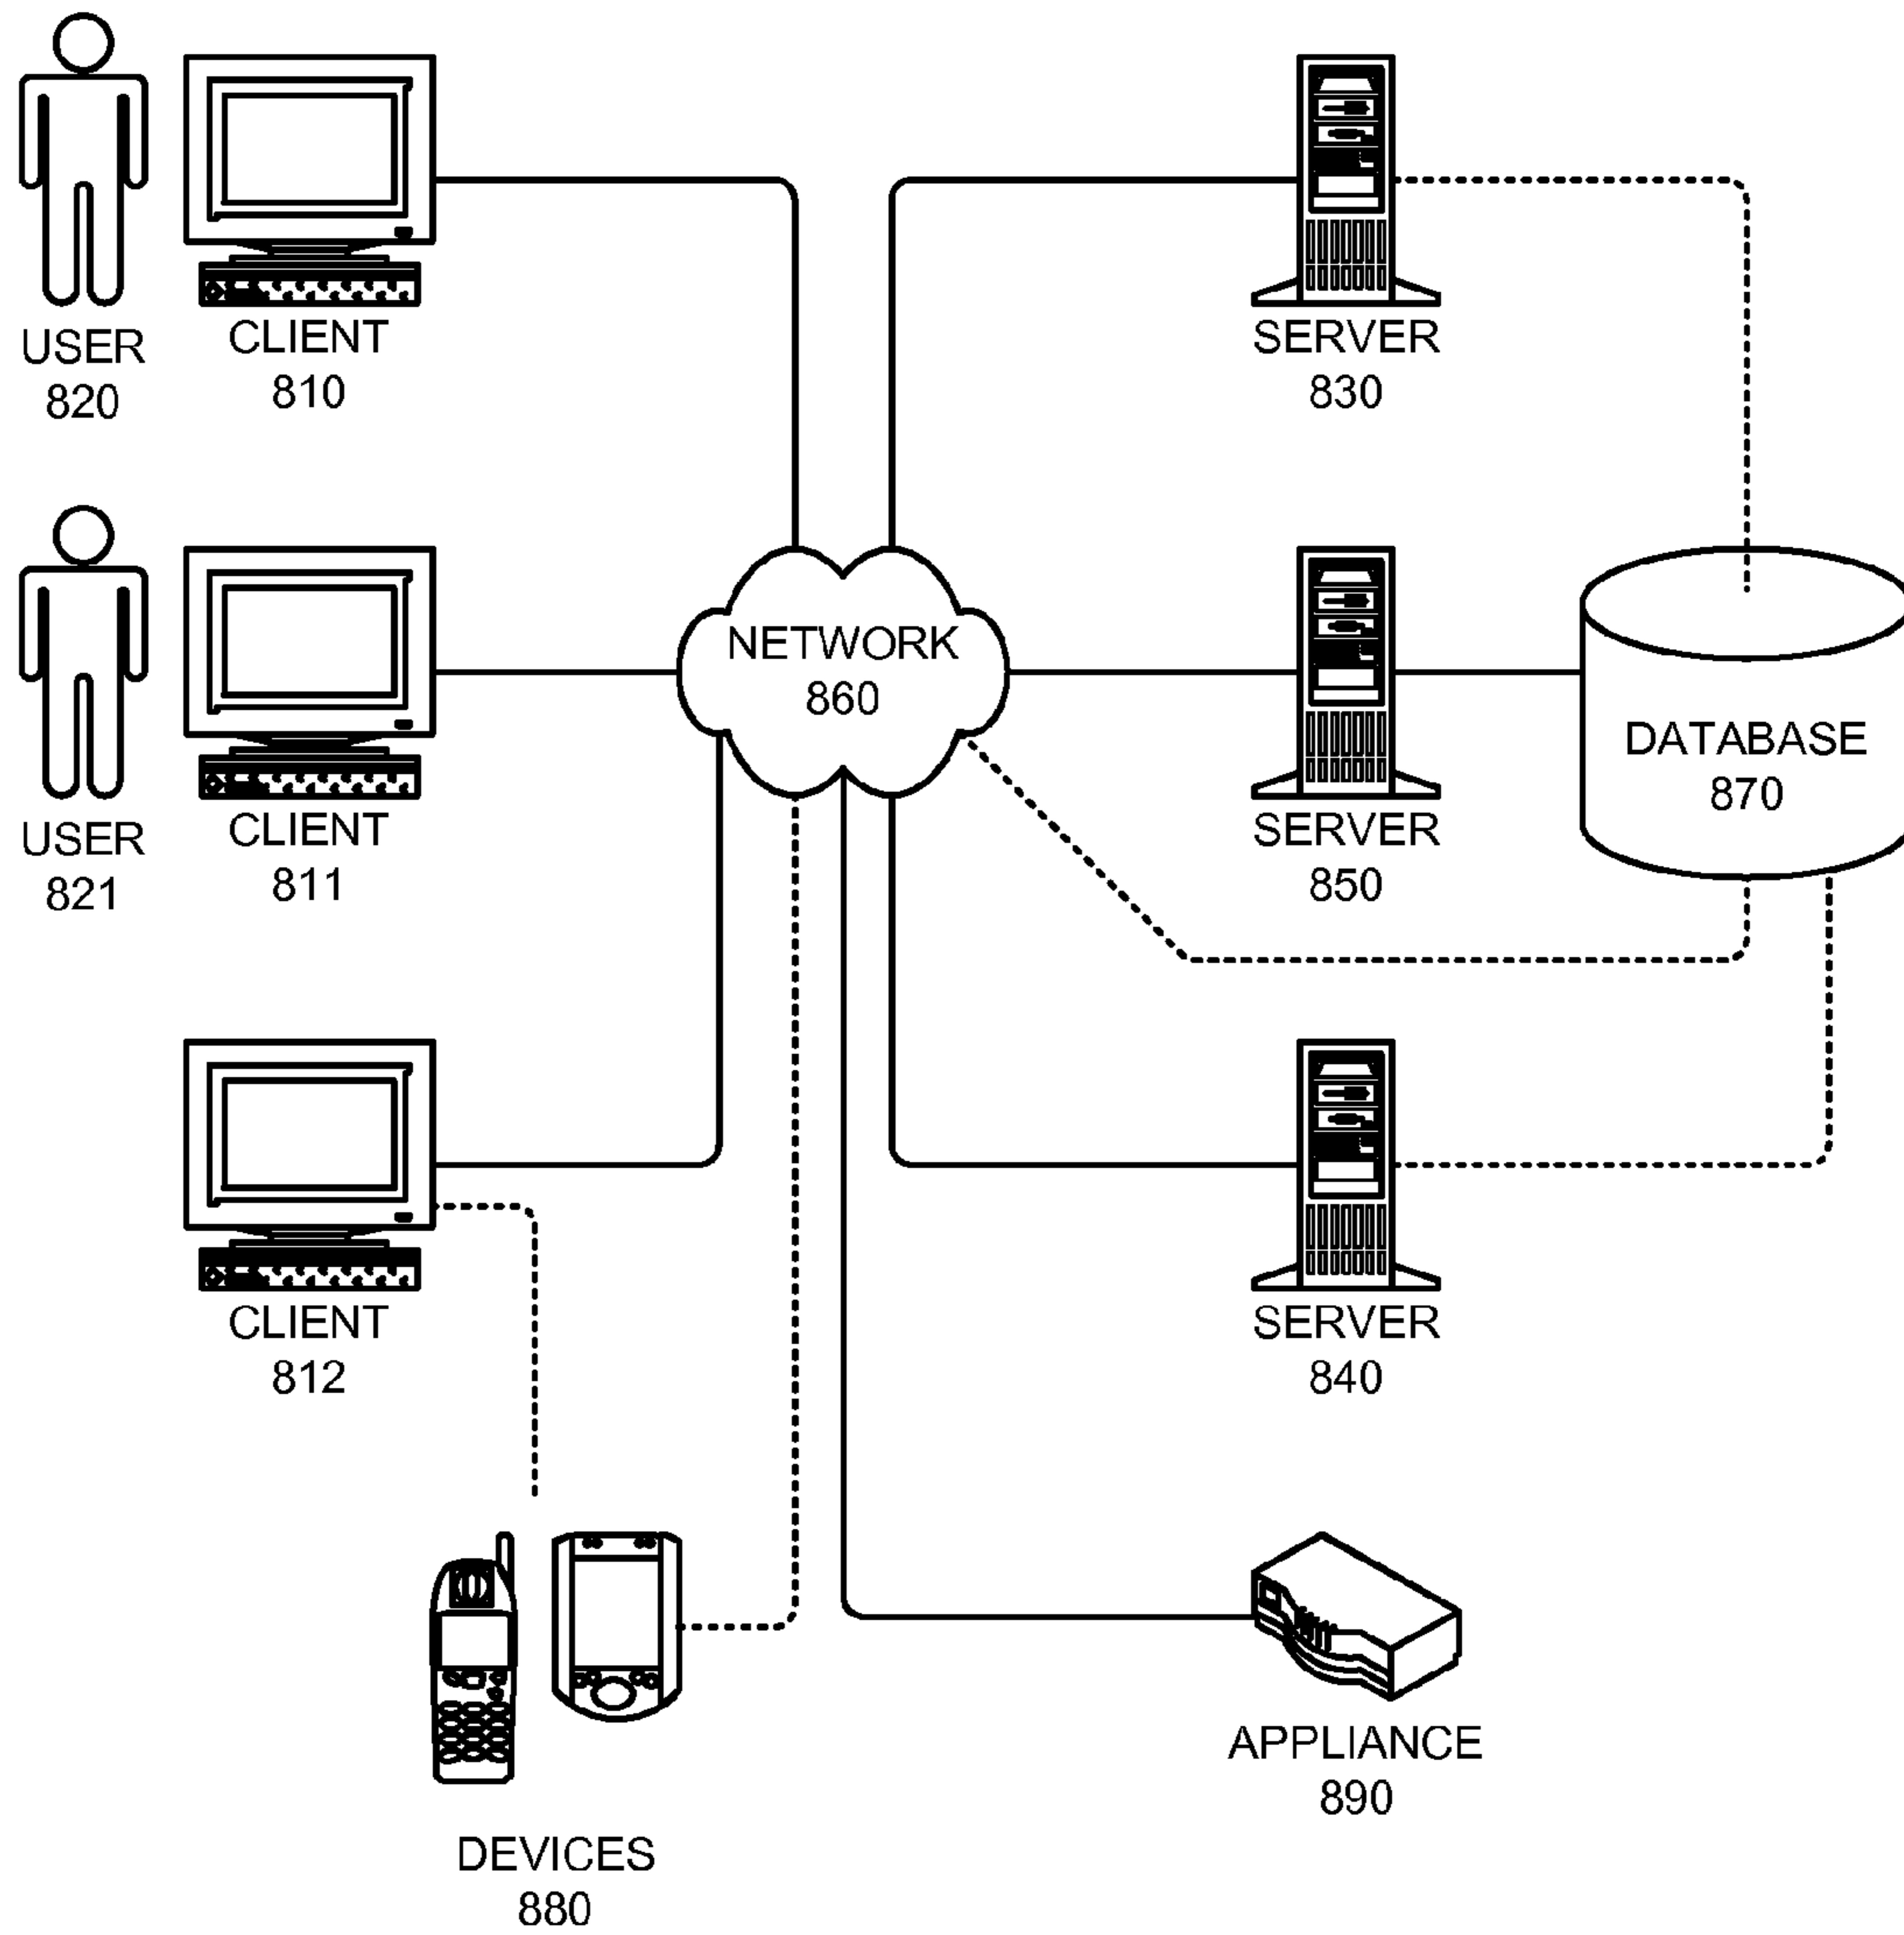 USER
820
CLIENT
810
SERVER
830
USER
821
CLIENT
811
NETWORK
860
SERVER
850
DATABASE
870
CLIENT
812
SERVER
840
DEVICES
880
APPLIANCE
890